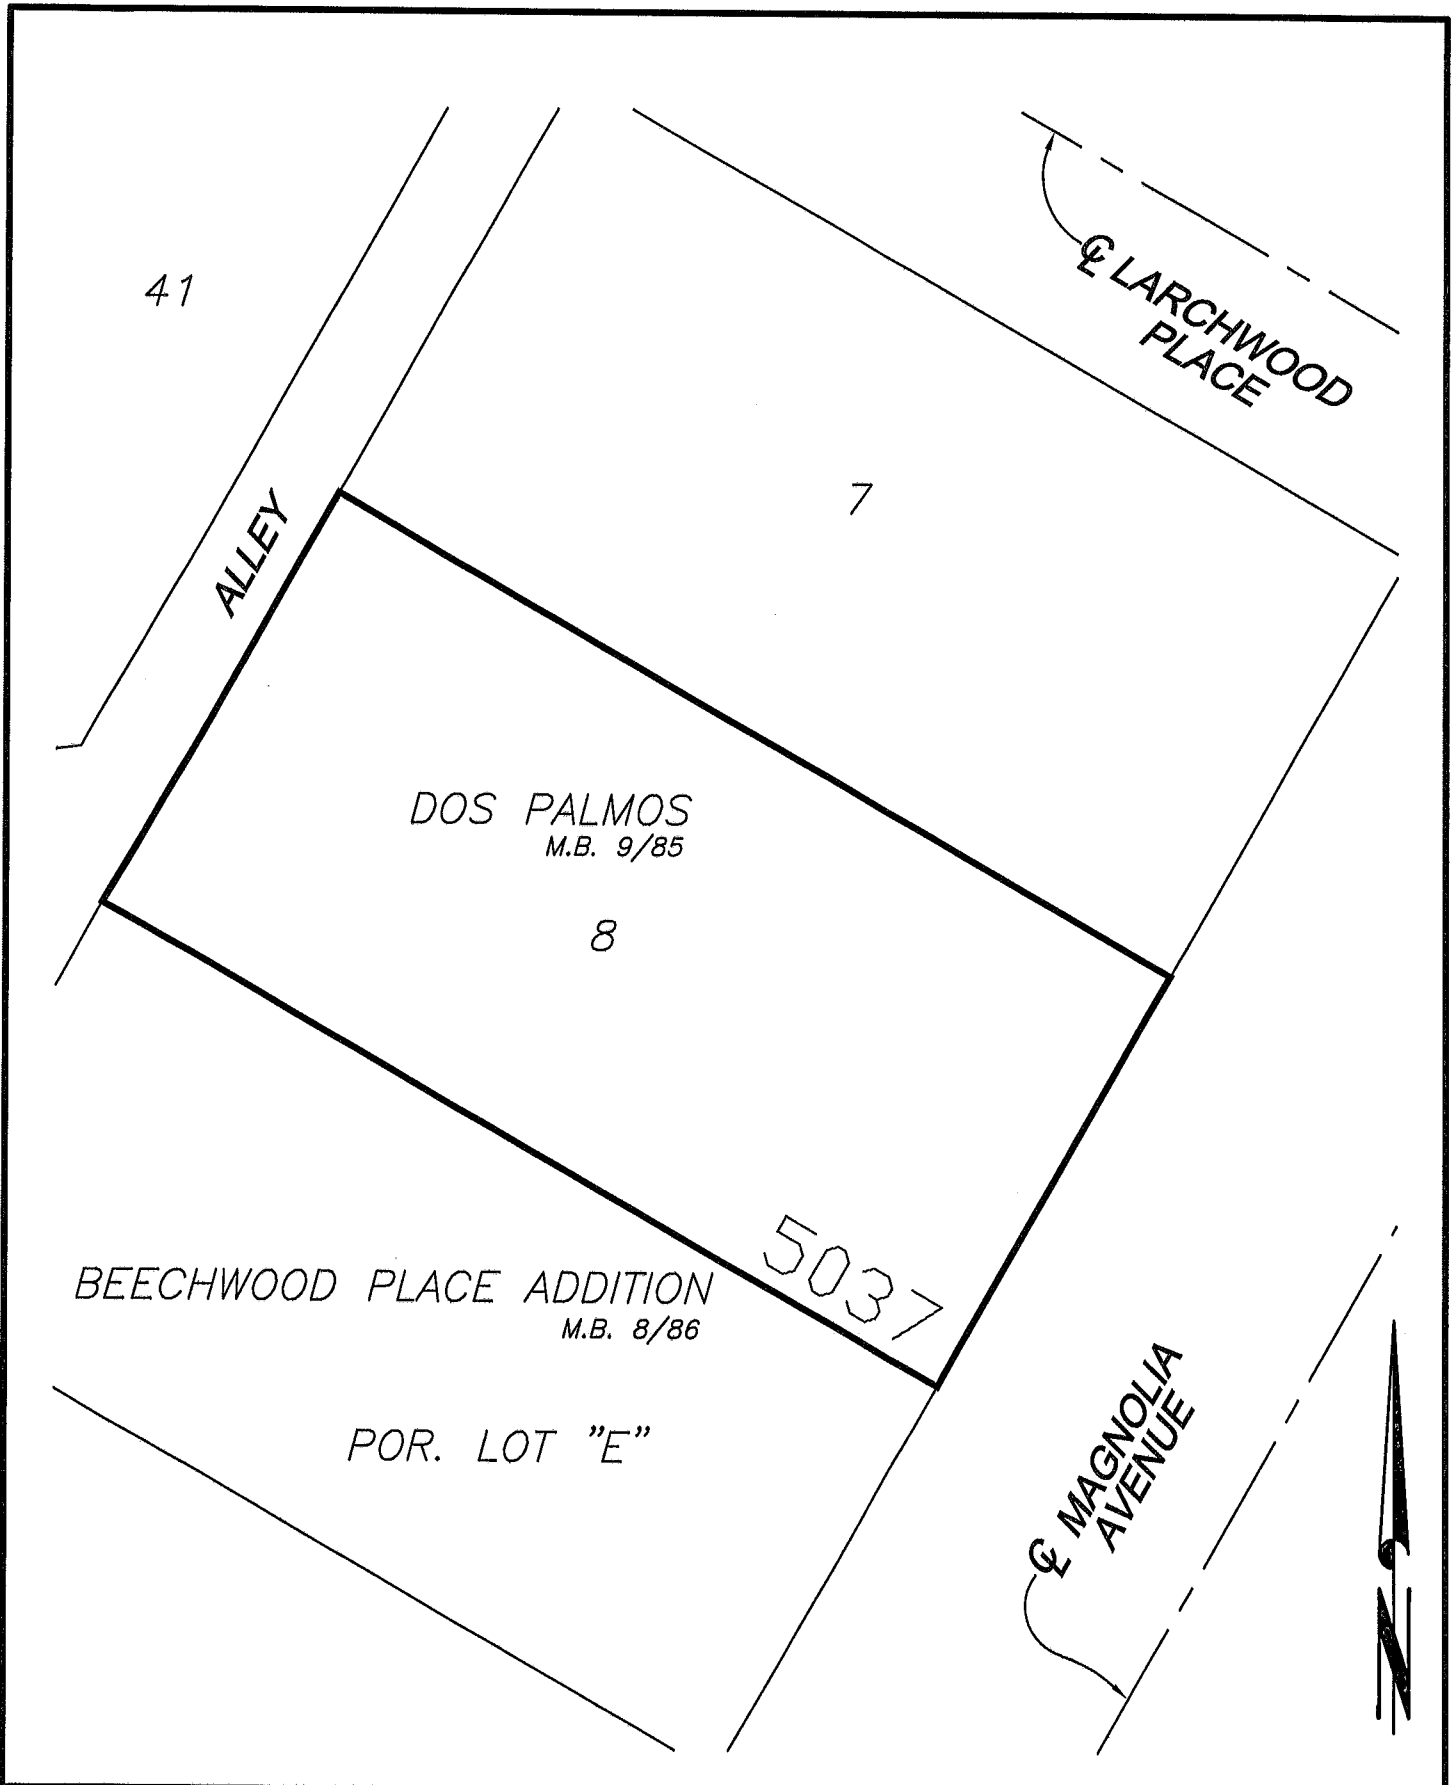 ℄ LARCHWOOD
PLACE
41
7
ALLEY
DOS PALMOS
M.B. 9/85
8
5037
BEECHWOOD PLACE ADDITION
M.B. 8/86
POR. LOT "E"
℄ MAGNOLIA
AVENUE
N